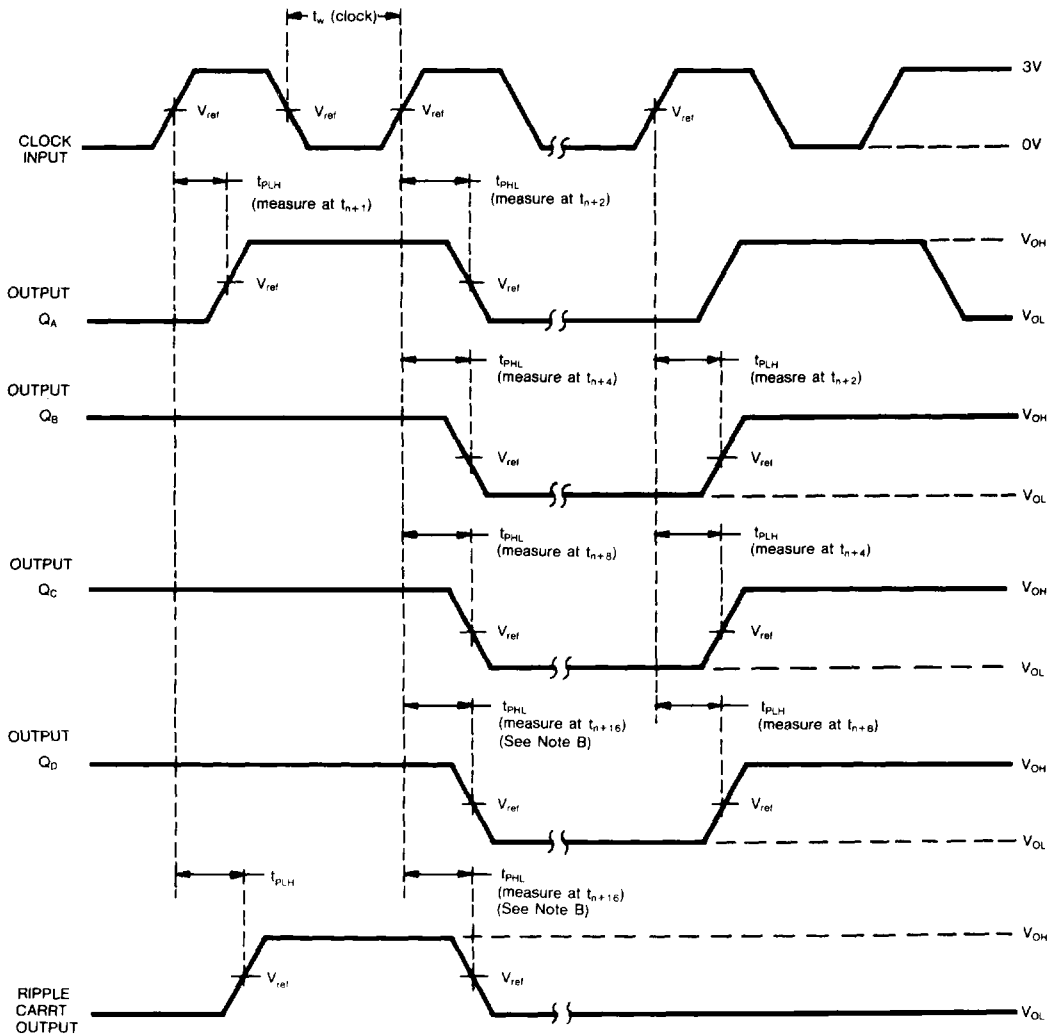 t_w (clock)
3V
V_ref V_ref V_ref V_ref
CLOCK
INPUT
0V
t_PLH
(measure at t_n+1)
t_PHL
(measure at t_n+2)
V_OH
OUTPUT
Q_A
V_ref V_ref
V_OL
t_PHL
(measure at t_n+4)
t_PLH
(measre at t_n+2)
OUTPUT
Q_B
V_OH
V_ref V_ref
V_OL
t_PHL
(measure at t_n+8)
t_PLH
(measure at t_n+4)
OUTPUT
Q_C
V_OH
V_ref V_ref
V_OL
t_PHL
(measure at t_n+16)
(See Note B)
t_PLH
(measure at t_n+8)
OUTPUT
Q_D
V_OH
V_ref V_ref
V_OL
t_PLH
t_PHL
(measure at t_n+16)
(See Note B)
V_OH
V_ref V_ref
RIPPLE
CARRT
OUTPUT
V_OL